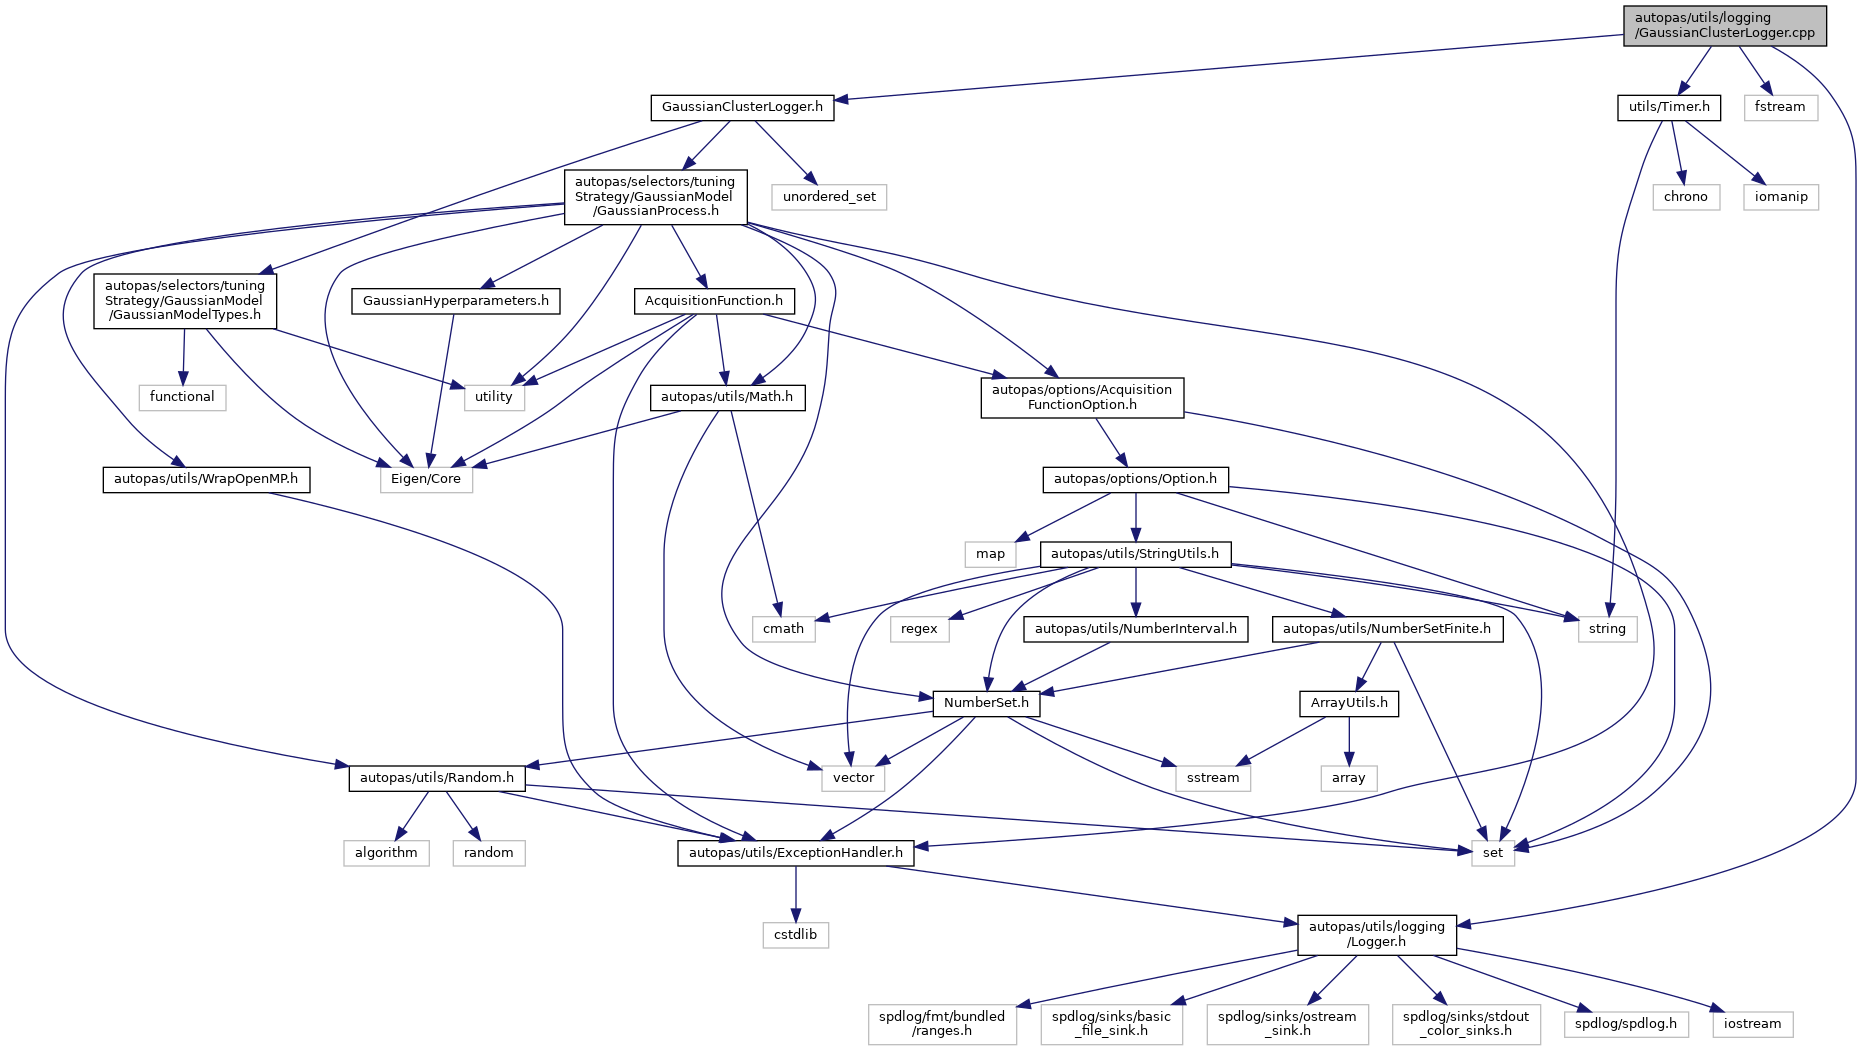 autopas/utils/logging
/GaussianClusterLogger.cpp
GaussianClusterLogger.h
utils/Timer.h
fstream
autopas/selectors/tuning
Strategy/GaussianModel
/GaussianProcess.h
unordered_set
chrono
iomanip
autopas/selectors/tuning
Strategy/GaussianModel
/GaussianModelTypes.h
GaussianHyperparameters.h
AcquisitionFunction.h
functional
utility
autopas/utils/Math.h
autopas/options/Acquisition
FunctionOption.h
autopas/utils/WrapOpenMP.h
Eigen/Core
autopas/options/Option.h
map
autopas/utils/StringUtils.h
cmath
regex
autopas/utils/NumberInterval.h
autopas/utils/NumberSetFinite.h
string
NumberSet.h
ArrayUtils.h
autopas/utils/Random.h
vector
sstream
array
algorithm
random
autopas/utils/ExceptionHandler.h
set
cstdlib
autopas/utils/logging
/Logger.h
spdlog/fmt/bundled
/ranges.h
spdlog/sinks/basic
_file_sink.h
spdlog/sinks/ostream
_sink.h
spdlog/sinks/stdout
_color_sinks.h
spdlog/spdlog.h
iostream